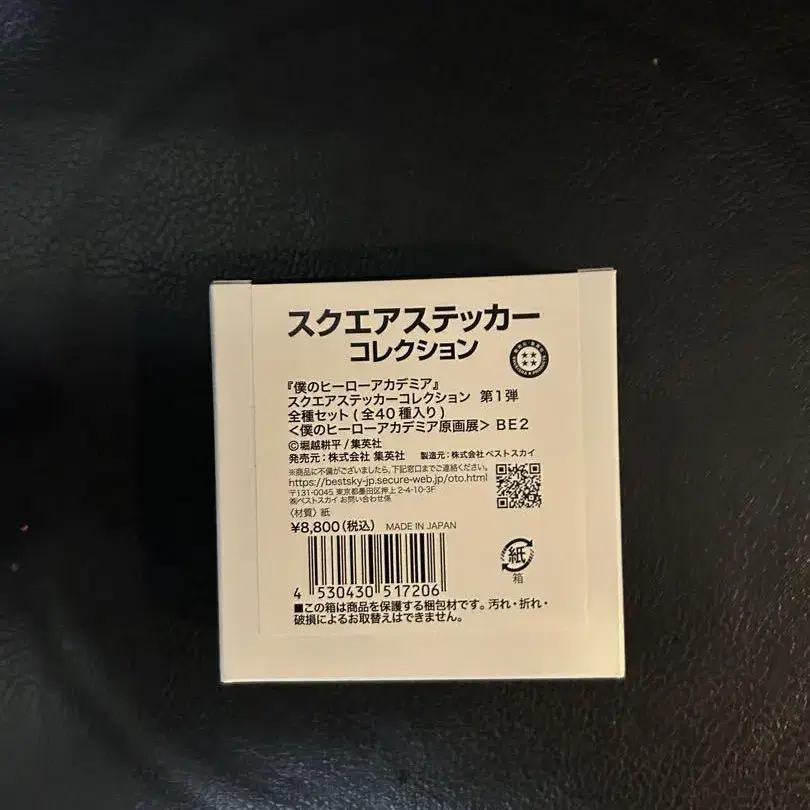 スクエアステッカー
コレクション
『僕のヒーローアカデミア』
スクエアステッカーコレクション 第1弾
全種セット(全40種入り)
<僕のヒーローアカデミア原画展> BE2
©堀越耕平/集英社
発売元:株式会社 集英社 製造元:株式会社ベストスカイ
※商品に不備がございましたら、下記窓口までご連絡ください。
https://bestsky-jp.secure-web.jp/oto.html
〒131-0045 東京都墨田区押上2-4-10-3F
㈱ベストスカイ お問い合わせ係
〈材質〉紙
¥8,800(税込) MADE IN JAPAN
4 530430 517206
紙
箱
■この箱は商品を保護する梱包材です。汚れ・折れ・
破損によるお取替えはできません。